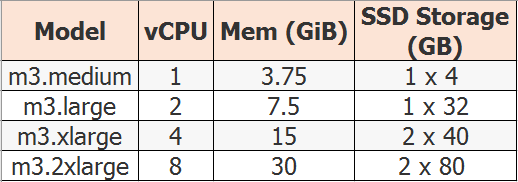 Model vCPU Mem (GiB) SSD Storage (GB)
m3.medium 1 3.75 1 x 4
m3.large 2 7.5 1 x 32
m3.xlarge 4 15 2 x 40
m3.2xlarge 8 30 2 x 80